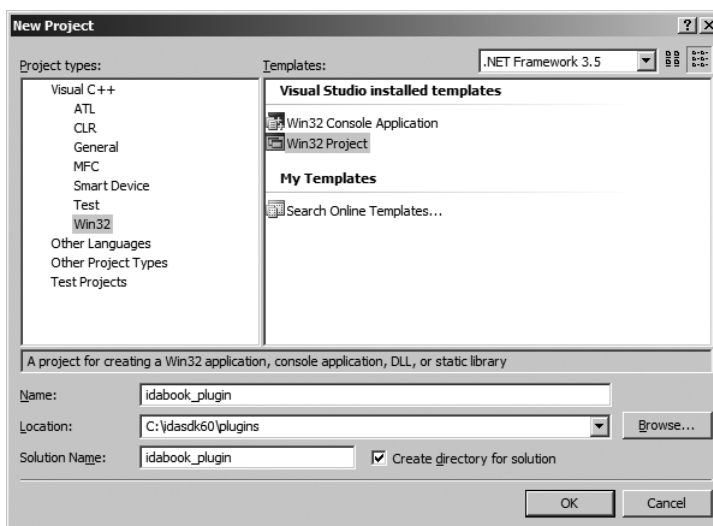 New Project
Project types:
Templates:
.NET Framework 3.5
Visual C++
ATL
CLR
General
MFC
Smart Device
Test
Win32
Other Languages
Other Project Types
Test Projects
Visual Studio installed templates
Win32 Console Application
Win32 Project
My Templates
Search Online Templates...
A project for creating a Win32 application, console application, DLL, or static library
Name:
idabook_plugin
Location:
C:\idasdk60\plugins
Browse...
Solution Name:
idabook_plugin
Create directory for solution
OK
Cancel